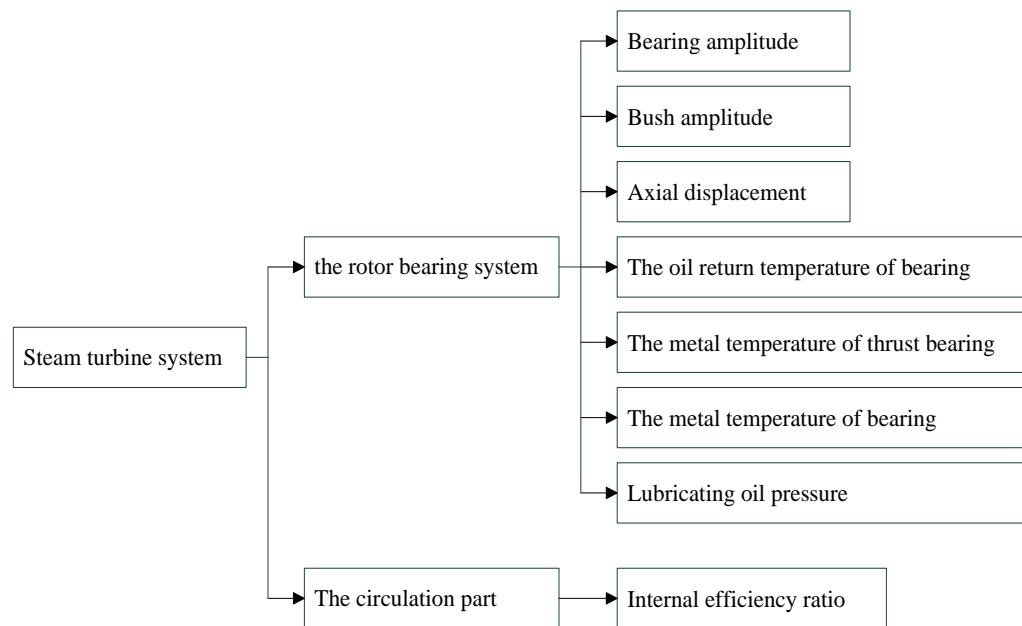 Bearing amplitude
Bush amplitude
Axial displacement
the rotor bearing system
The oil return temperature of bearing
Steam turbine system
The metal temperature of thrust bearing
The metal temperature of bearing
Lubricating oil pressure
The circulation part
Internal efficiency ratio